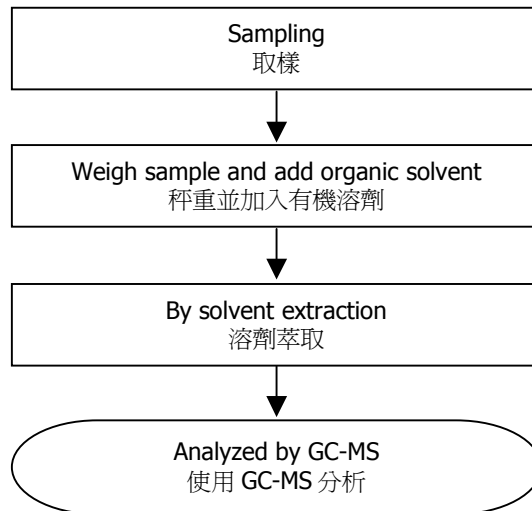 Sampling
取樣
Weigh sample and add organic solvent
秤重並加入有機溶劑
By solvent extraction
溶劑萃取
Analyzed by GC-MS
使用 GC-MS 分析